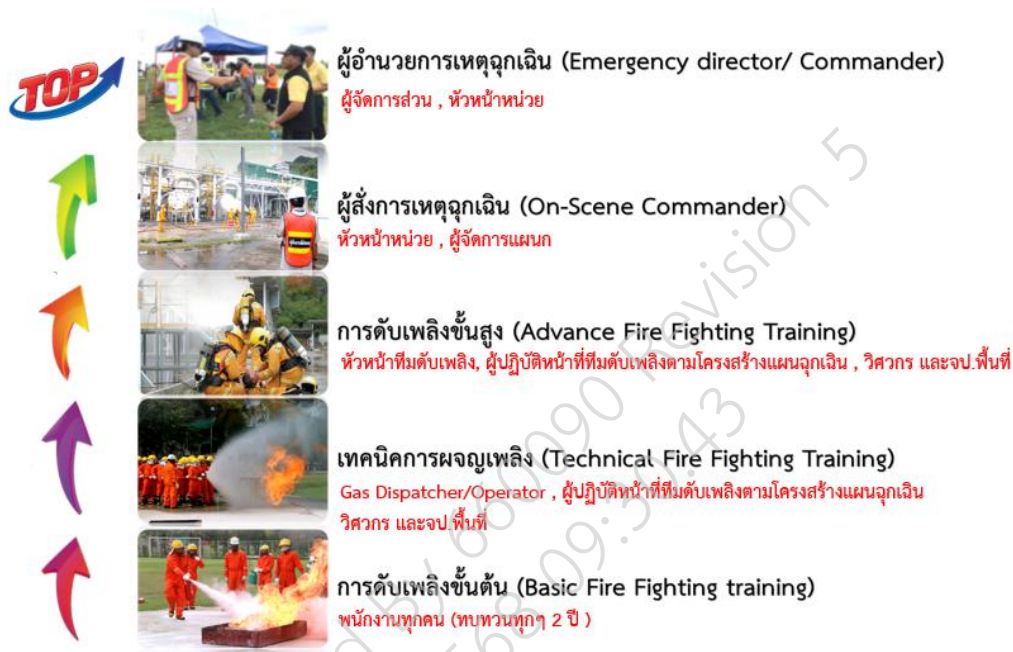 TOP
ผู้อำนวยการเหตุฉุกเฉิน (Emergency director/ Commander)
ผู้จัดการส่วน , หัวหน้าหน่วย
ผู้สั่งการเหตุฉุกเฉิน (On-Scene Commander)
หัวหน้าหน่วย , ผู้จัดการแผนก
การดับเพลิงขั้นสูง (Advance Fire Fighting Training)
หัวหน้าทีมดับเพลิง, ผู้ปฏิบัติหน้าที่ทีมดับเพลิงตามโครงสร้างแผนฉุกเฉิน , วิศวกร และจป.พื้นที่
เทคนิคการผจญเพลิง (Technical Fire Fighting Training)
Gas Dispatcher/Operator , ผู้ปฏิบัติหน้าที่ทีมดับเพลิงตามโครงสร้างแผนฉุกเฉิน
วิศวกร และจป.พื้นที่
การดับเพลิงขั้นต้น (Basic Fire Fighting training)
พนักงานทุกคน (ทบทวนทุกๆ 2 ปี )
d by 660090 Revision 5
568 09:39:43